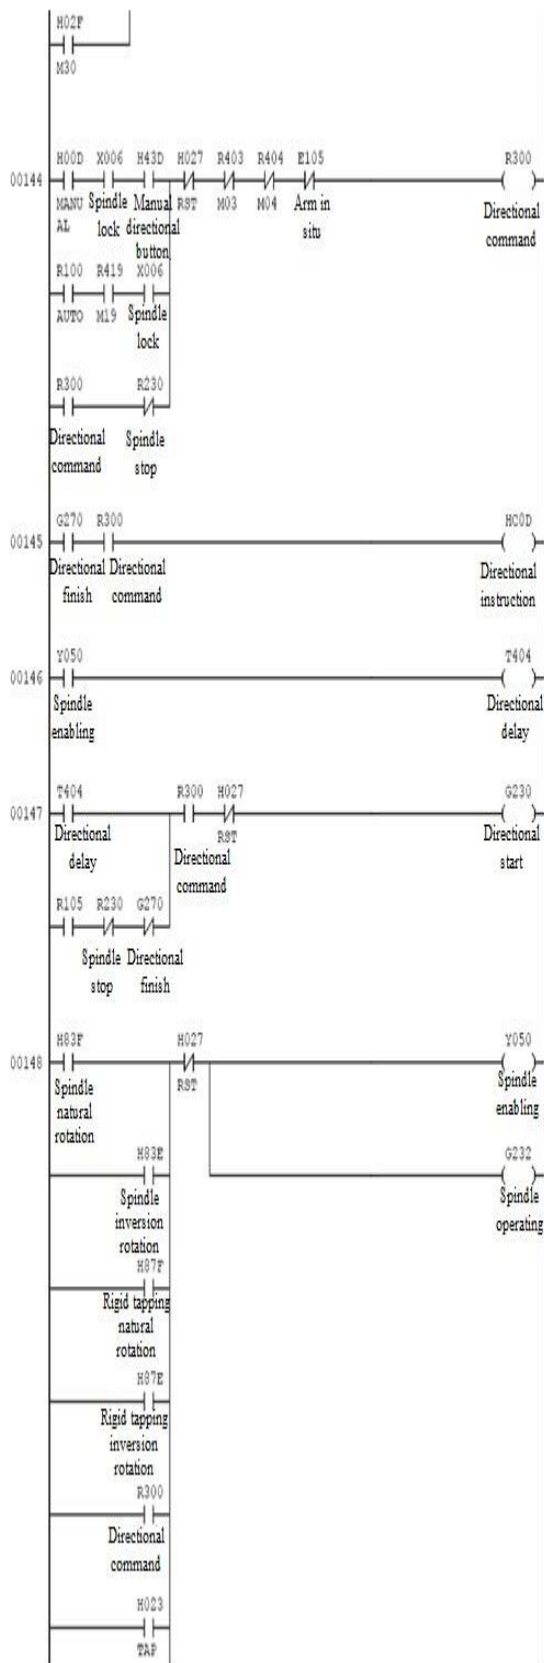 H02F
M30
H00D X006 H43D H027 R403 R404 E105 R300
00144
MANU Spindle Manual RST M03 M04 Arm in Directional
AL lock directional situ command
button
R100 R419 X006
AUTO M19 Spindle
lock
R300 R230
Directional Spindle
command stop
G270 R300 HC0D
00145
Directional Directional Directional
finish command instruction
Y050 T404
00146
Spindle Directional
enabling delay
T404 R300 H027 G230
00147
Directional RST Directional
delay Directional start
command
R105 R230 G270
Spindle Directional
stop finish
H83F H027 Y050
00148
Spindle RST Spindle
natural enabling
rotation
H83E G232
Spindle Spindle
inversion operating
rotation
H87F
Rigid tapping
natural
rotation
H87E
Rigid tapping
inversion
rotation
R300
Directional
command
H023
TAP